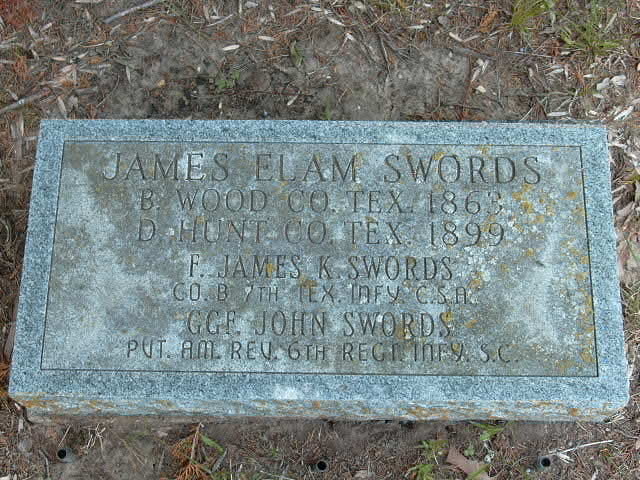 JAMES ELAM SWORDS
B. WOOD CO. TEX. 1863
D. HUNT CO. TEX. 1899
F. JAMES K. SWORDS
CO. B 7TH TEX. INFY. C.S.A.
GGF. JOHN SWORDS
PVT. AM. REV. 6TH REGT. INFY. S.C.